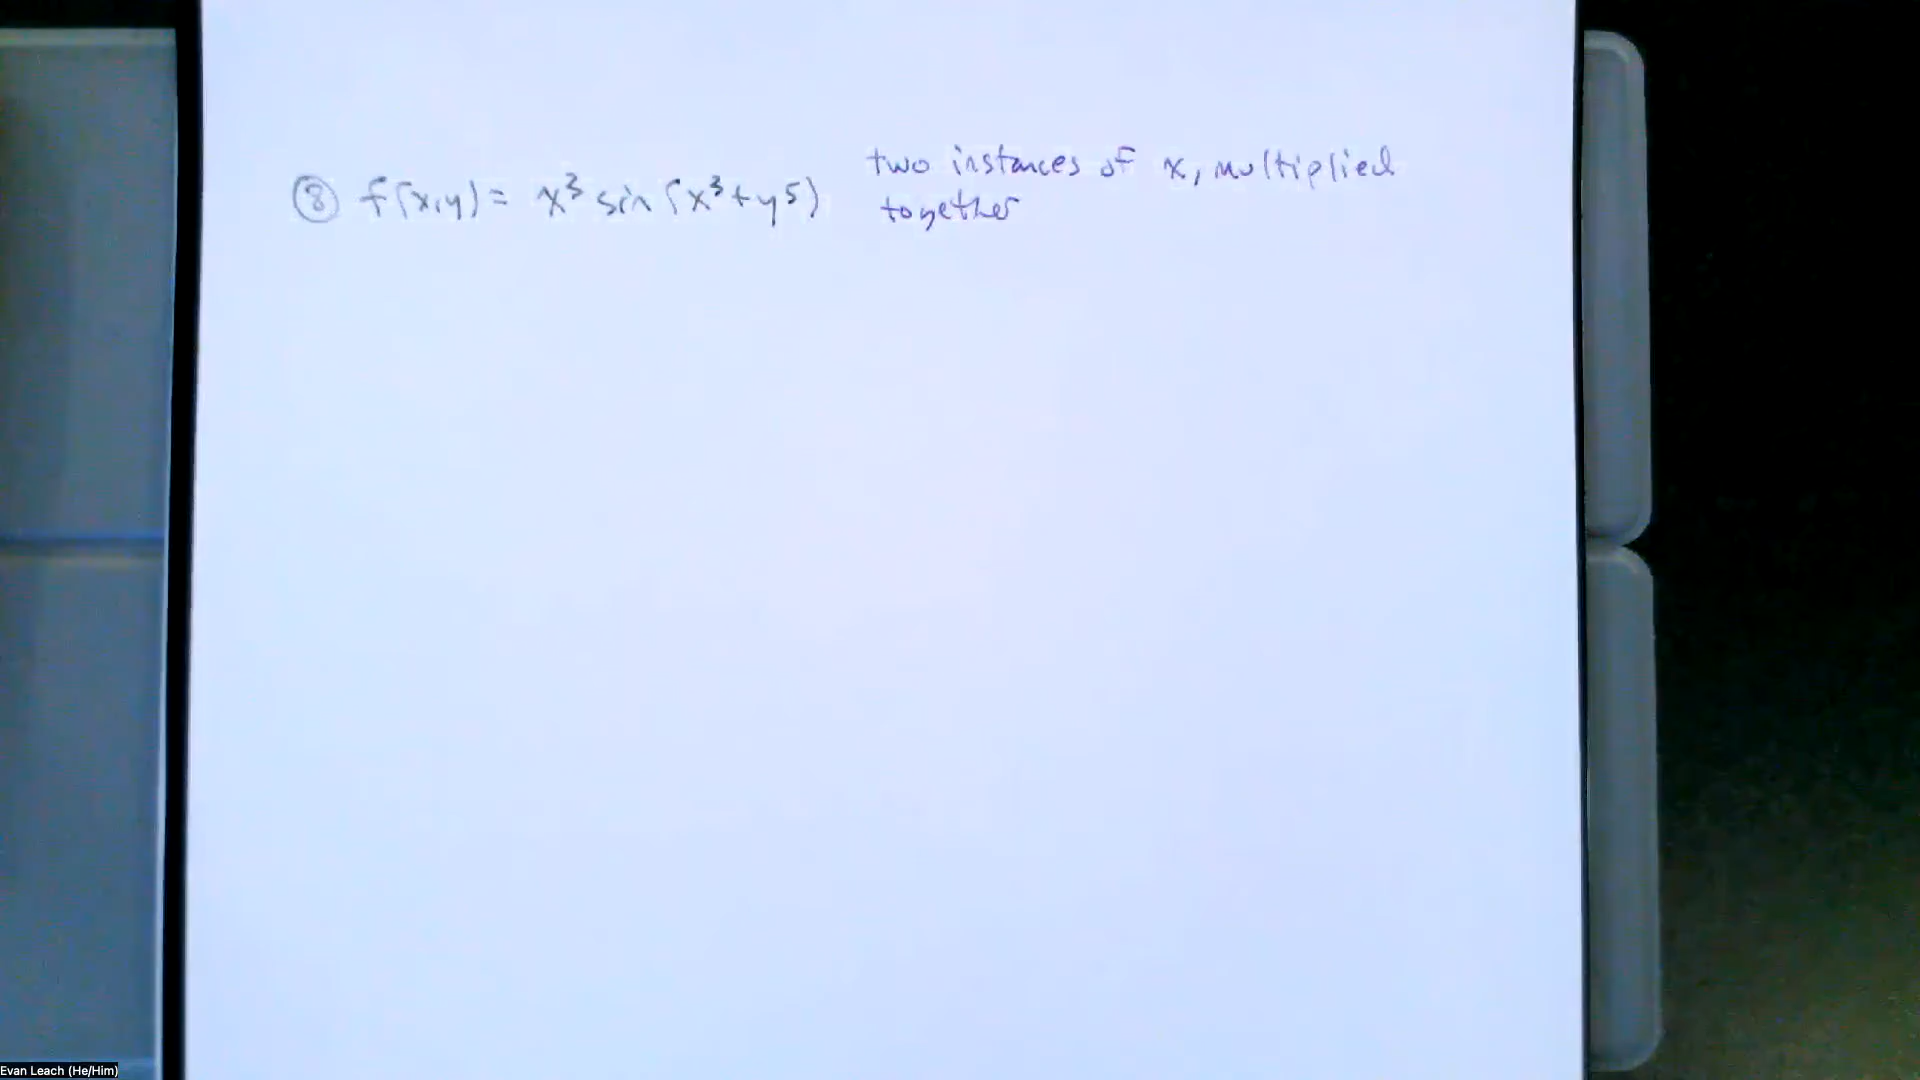 ⑧ f(x,y) = x³ sin(x³+y⁵)
two instances of x, multiplied
together
Evan Leach (He/Him)